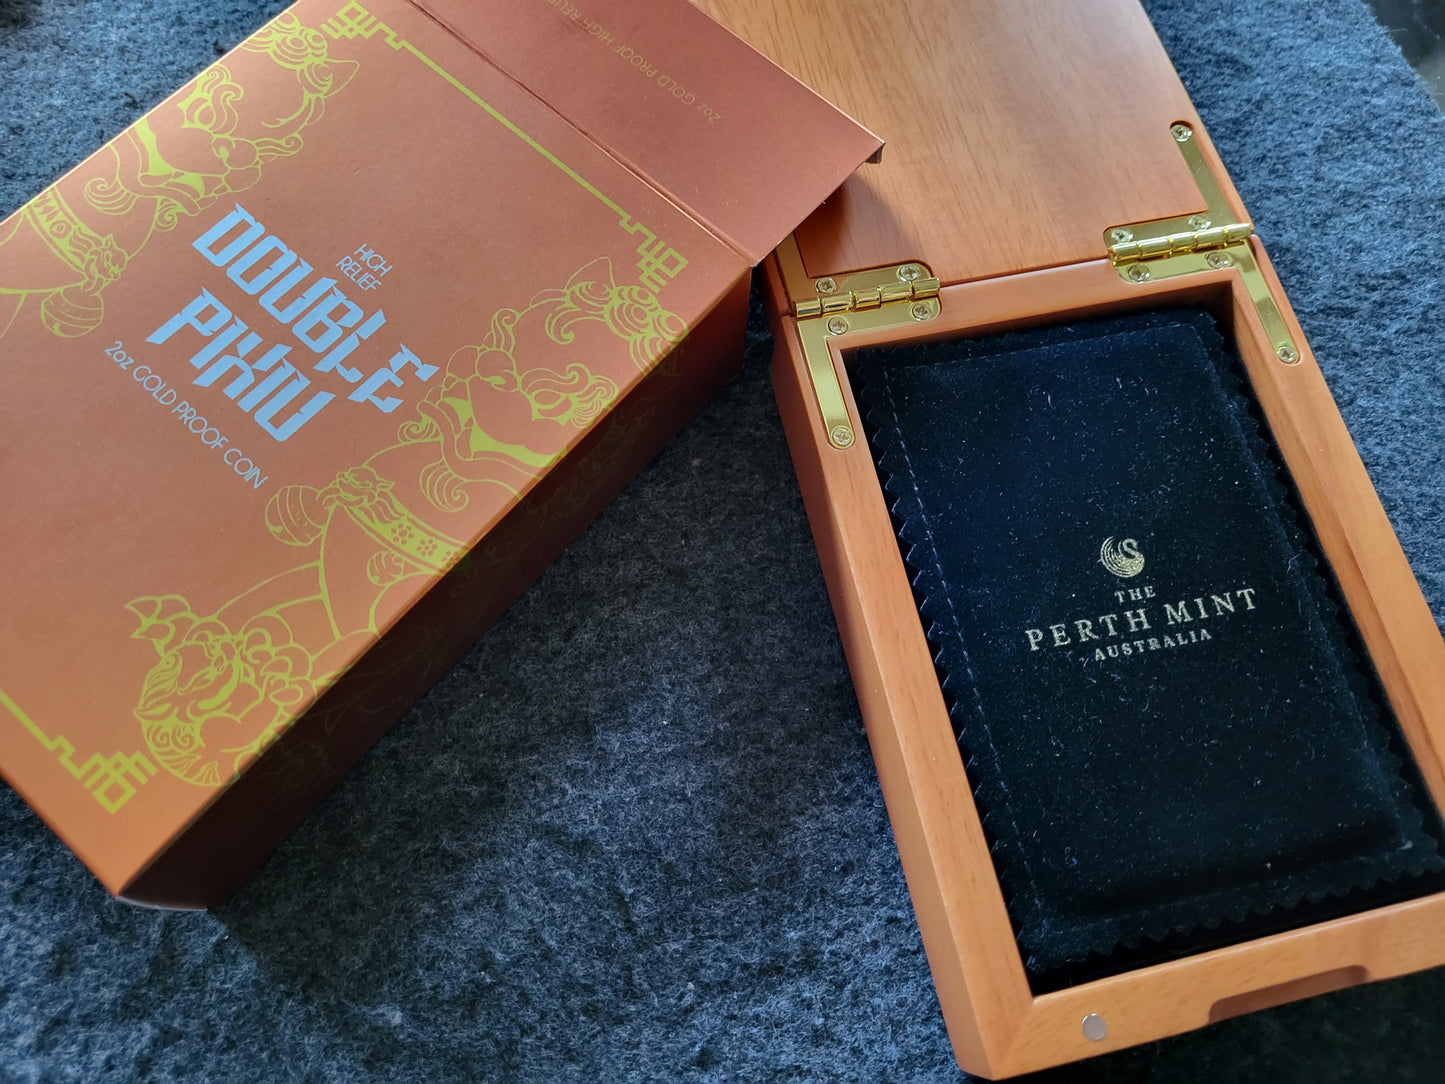 2oz GOLD PROOF HIGH RELIEF
HIGH
RELIEF
DOUBLE
PIXIU
2oz GOLD PROOF COIN
THE
PERTH MINT
AUSTRALIA